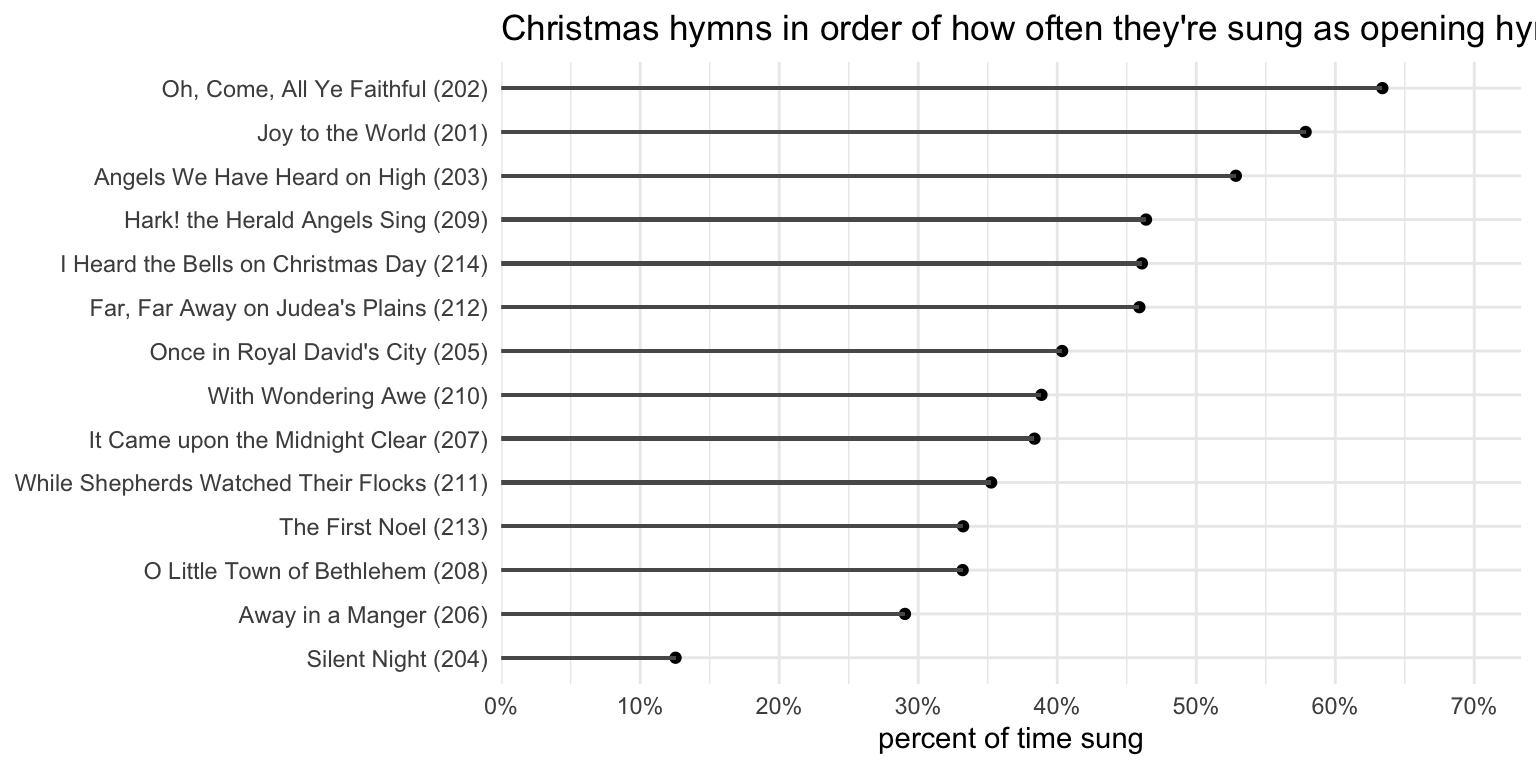 Christmas hymns in order of how often they're sung as opening
Oh, Come, All Ye Faithful (202)
Joy to the World (201)
Angels We Have Heard on High (203)
Hark! the Herald Angels Sing (209)
I Heard the Bells on Christmas Day (214)
Far, Far Away on Judea's Plains (212)
Once in Royal David's City (205)
With Wondering Awe (210)
It Came upon the Midnight Clear (207)
While Shepherds Watched Their Flocks (211)
The First Noel (213)
O Little Town of Bethlehem (208)
Away in a Manger (206)
Silent Night (204)
0% 10% 20% 30% 40% 50% 60% 70%
percent of time sung